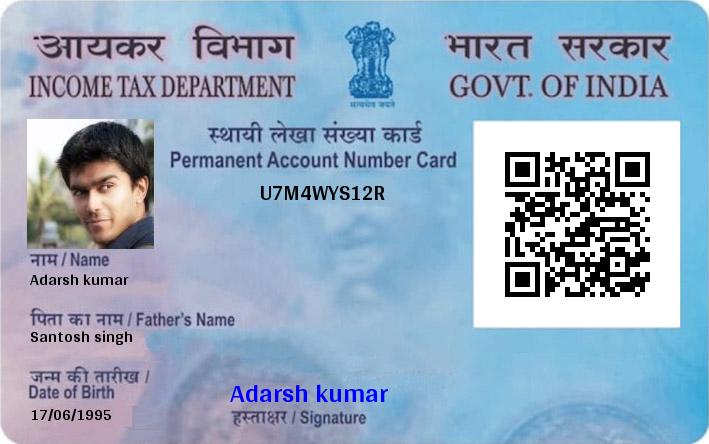 आयकर विभाग
INCOME TAX DEPARTMENT
सत्यमेव जयते
भारत सरकार
GOVT. OF INDIA
स्थायी लेखा संख्या कार्ड
Permanent Account Number Card
U7M4WYS12R
नाम / Name
Adarsh kumar
पिता का नाम / Father's Name
Santosh singh
जन्म की तारीख /
Date of Birth
17/06/1995
Adarsh kumar
हस्ताक्षर / Signature